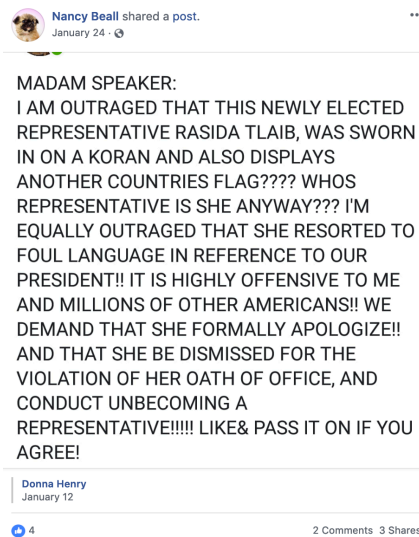 Nancy Beall shared a post.
January 24 ·
MADAM SPEAKER:
I AM OUTRAGED THAT THIS NEWLY ELECTED
REPRESENTATIVE RASIDA TLAIB, WAS SWORN
IN ON A KORAN AND ALSO DISPLAYS
ANOTHER COUNTRIES FLAG???? WHOS
REPRESENTATIVE IS SHE ANYWAY??? I'M
EQUALLY OUTRAGED THAT SHE RESORTED TO
FOUL LANGUAGE IN REFERENCE TO OUR
PRESIDENT!! IT IS HIGHLY OFFENSIVE TO ME
AND MILLIONS OF OTHER AMERICANS!! WE
DEMAND THAT SHE FORMALLY APOLOGIZE!!
AND THAT SHE BE DISMISSED FOR THE
VIOLATION OF HER OATH OF OFFICE, AND
CONDUCT UNBECOMING A
REPRESENTATIVE!!!!! LIKE& PASS IT ON IF YOU
AGREE!
Donna Henry
January 12
4 2 Comments 3 Shares